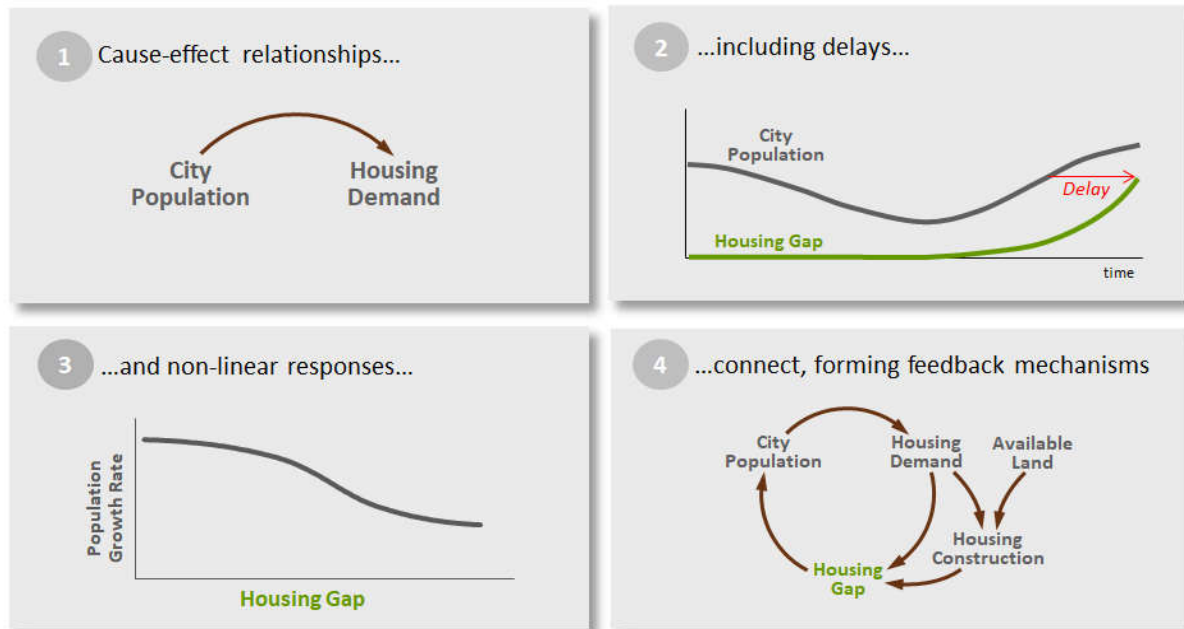 1
Cause-effect relationships...
City
Population
Housing
Demand
2
...including delays...
City
Population
Delay
Housing Gap
time
3
...and non-linear responses...
Population
Growth Rate
Housing Gap
4
...connect, forming feedback mechanisms
City
Population
Housing
Demand
Available
Land
Housing
Construction
Housing
Gap